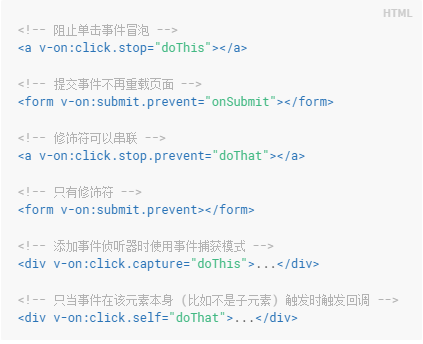 HTML
<!-- 阻止单击事件冒泡 -->
<a v-on:click.stop="doThis"></a>
<!-- 提交事件不再重载页面 -->
<form v-on:submit.prevent="onSubmit"></form>
<!-- 修饰符可以串联 -->
<a v-on:click.stop.prevent="doThat"></a>
<!-- 只有修饰符 -->
<form v-on:submit.prevent></form>
<!-- 添加事件侦听器时使用事件捕获模式 -->
<div v-on:click.capture="doThis">...</div>
<!-- 只当事件在该元素本身 (比如不是子元素) 触发时触发回调 -->
<div v-on:click.self="doThat">...</div>